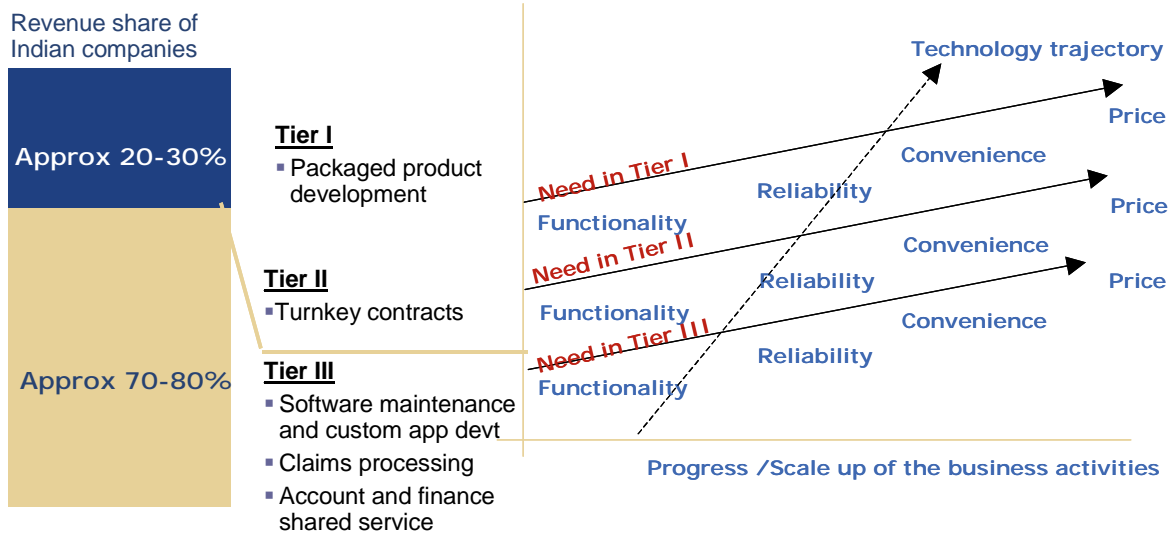 Revenue share of
Indian companies
Approx 20-30%
Approx 70-80%
Tier I
▪ Packaged product
development
Tier II
▪Turnkey contracts
Tier III
▪ Software maintenance
and custom app devt
▪ Claims processing
▪ Account and finance
shared service
Technology trajectory
Need in Tier I
Functionality
Reliability
Convenience
Price
Need in Tier II
Functionality
Reliability
Convenience
Price
Need in Tier III
Functionality
Reliability
Convenience
Price
Progress /Scale up of the business activities